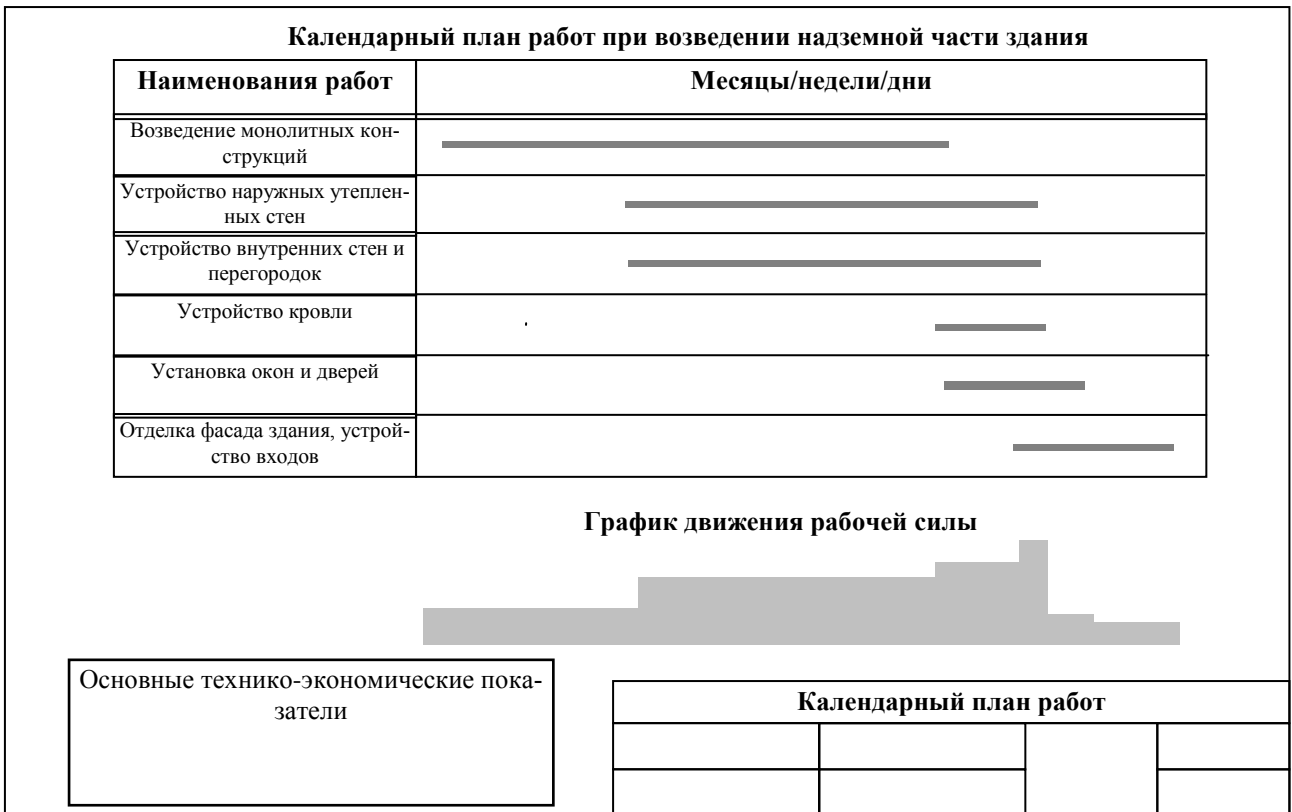 Календарный план работ при возведении надземной части здания
Наименования работ
Месяцы/недели/дни
Возведение монолитных кон-
струкций
Устройство наружных утеплен-
ных стен
Устройство внутренних стен и
перегородок
Устройство кровли
Установка окон и дверей
Отделка фасада здания, устрой-
ство входов
График движения рабочей силы
Основные технико-экономические пока-
затели
Календарный план работ